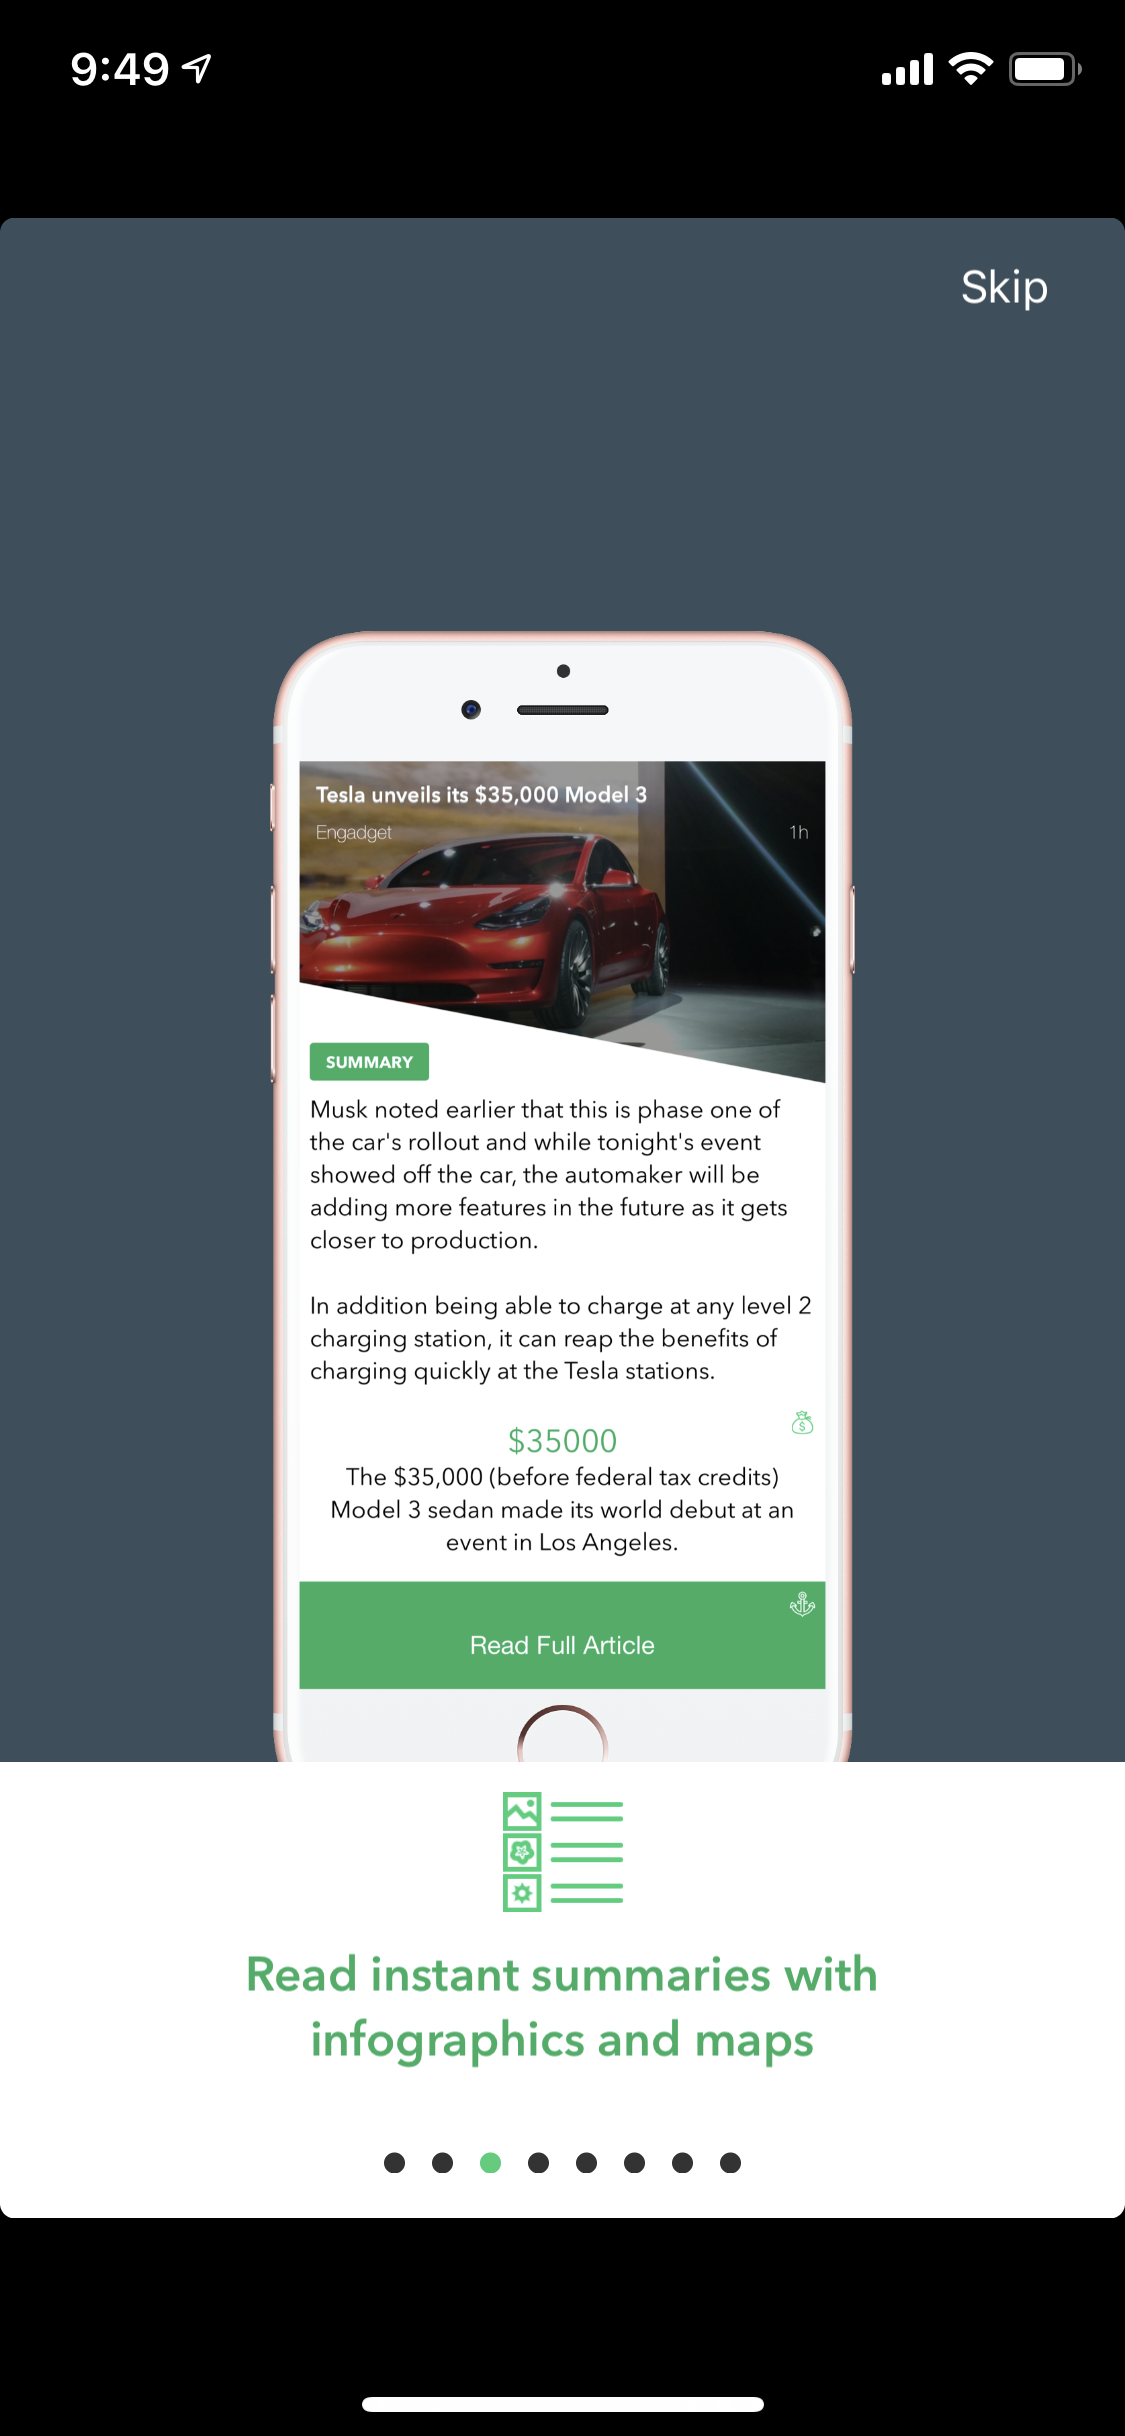 9:49
Skip
Tesla unveils its $35,000 Model 3
Engadget 1h
SUMMARY
Musk noted earlier that this is phase one of
the car's rollout and while tonight's event
showed off the car, the automaker will be
adding more features in the future as it gets
closer to production.
In addition being able to charge at any level 2
charging station, it can reap the benefits of
charging quickly at the Tesla stations.
$35000
The $35,000 (before federal tax credits)
Model 3 sedan made its world debut at an
event in Los Angeles.
Read Full Article
Read instant summaries with
infographics and maps